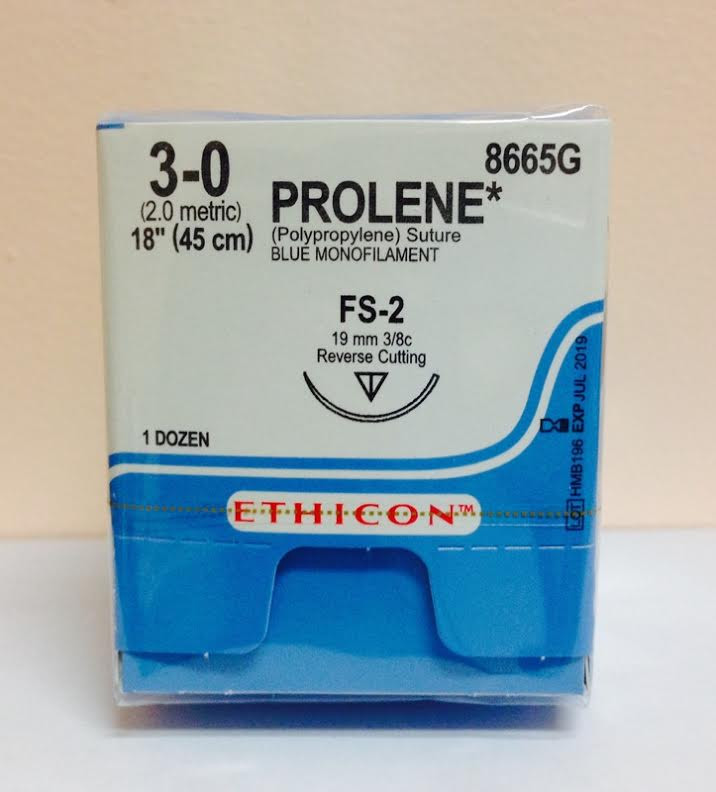 3-0
(2.0 metric)
18" (45 cm)
8665G
PROLENE*
(Polypropylene) Suture
BLUE MONOFILAMENT
FS-2
19 mm 3/8c
Reverse Cutting
1 DOZEN
LOT HMB196 EXP JUL 2019
ETHICON™